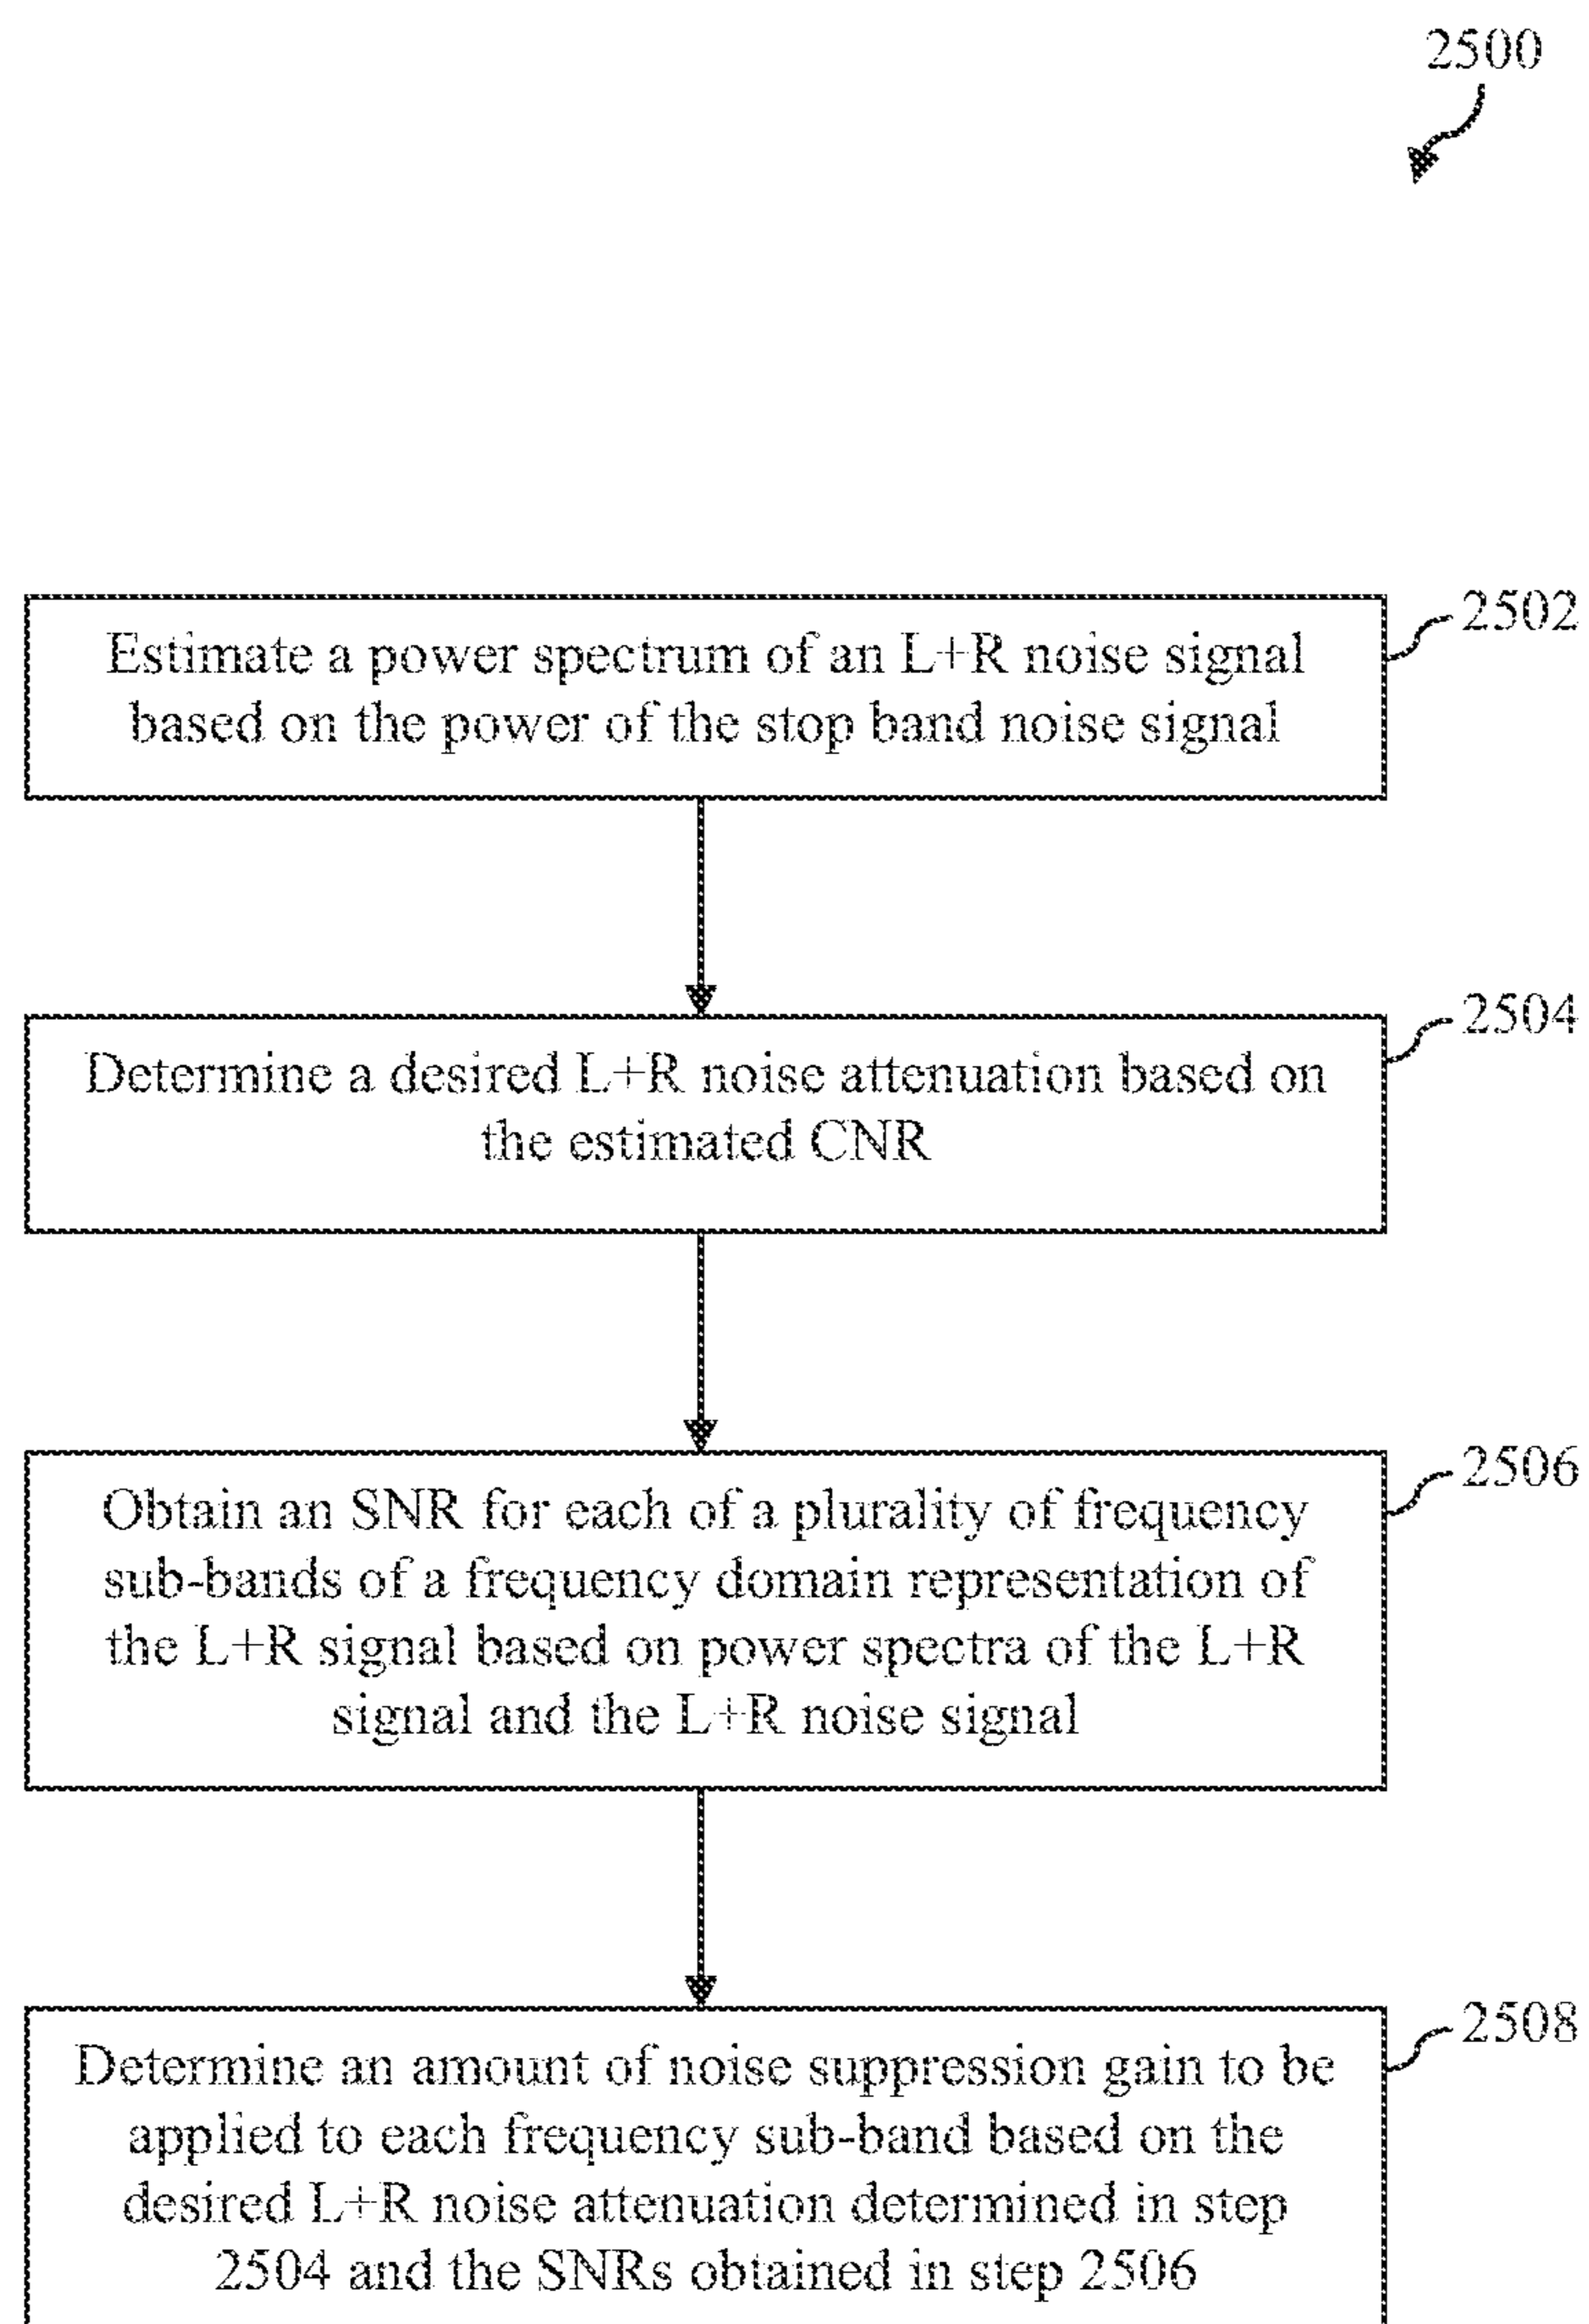 2500
2502
Estimate a power spectrum of an L+R noise signal
based on the power of the stop band noise signal
2504
Determine a desired L+R noise attenuation based on
the estimated CNR
2506
Obtain an SNR for each of a plurality of frequency
sub-bands of a frequency domain representation of
the L+R signal based on power spectra of the L+R
signal and the L+R noise signal
2508
Determine an amount of noise suppression gain to be
applied to each frequency sub-band based on the
desired L+R noise attenuation determined in step
2504 and the SNRs obtained in step 2506